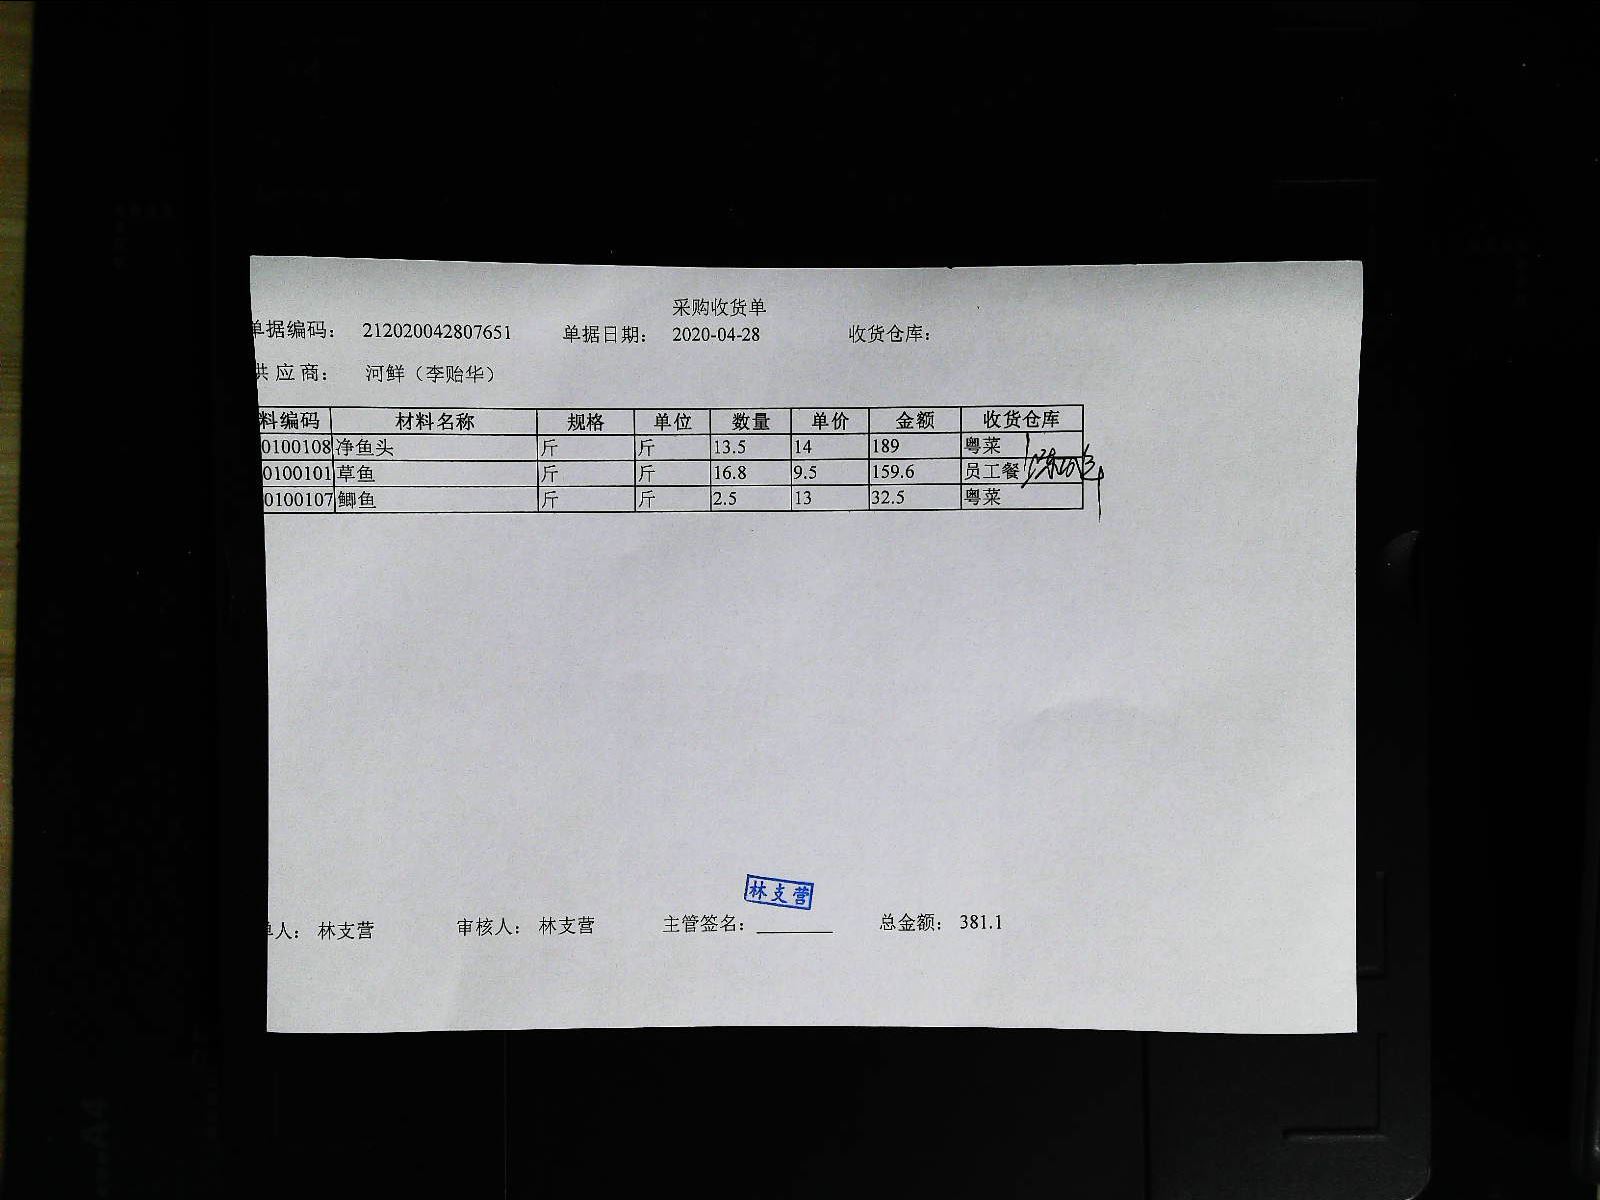 采购收货单
单据编码： 212020042807651 单据日期： 2020-04-28 收货仓库：
供 应 商： 河鲜（李贻华）
料编码 材料名称 规格 单位 数量 单价 金额 收货仓库
0100108 净鱼头 斤 斤 13.5 14 189 粤菜
0100101 草鱼 斤 斤 16.8 9.5 159.6 员工餐
0100107 鲫鱼 斤 斤 2.5 13 32.5 粤菜
林支营
单人： 林支营 审核人： 林支营 主管签名：________ 总金额： 381.1